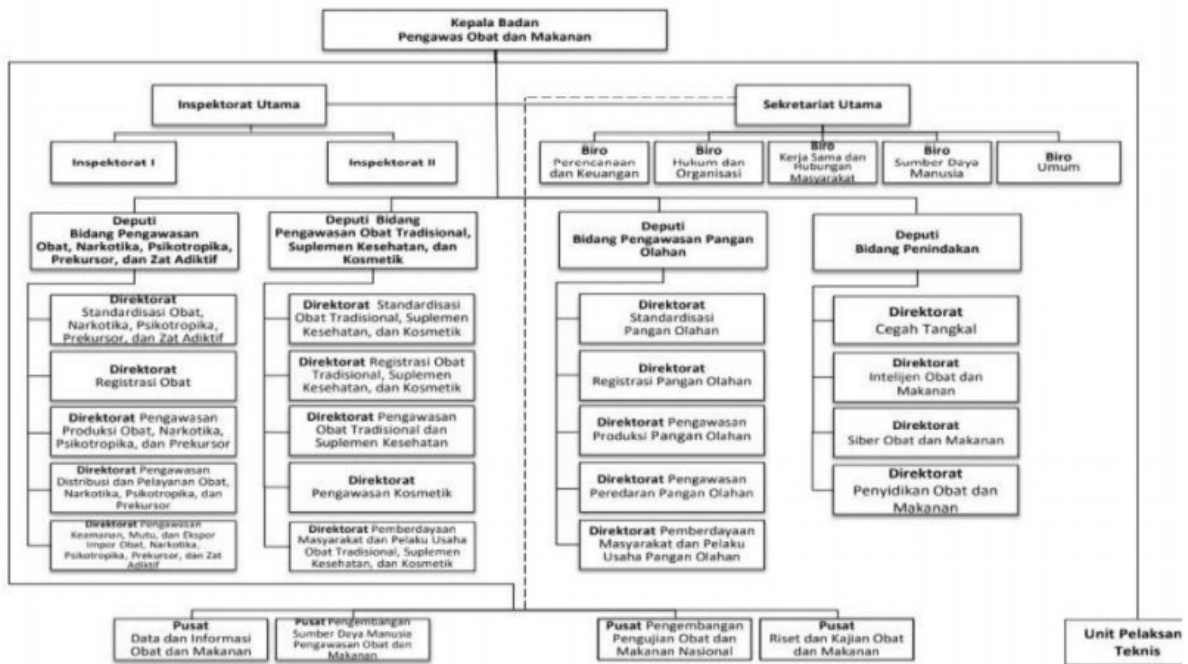 Kepala Badan
Pengawas Obat dan Makanan
Inspektorat Utama
Sekretariat Utama
Inspektorat I
Inspektorat II
Biro
Perencanaan
dan Keuangan
Biro
Hukum dan
Organisasi
Biro
Kerja Sama dan
Hubungan
Masyarakat
Biro
Sumber Daya
Manusia
Biro
Umum
Deputi
Bidang Pengawasan
Obat, Narkotika, Psikotropika,
Prekursor, dan Zat Adiktif
Deputi Bidang
Pengawasan Obat Tradisional,
Suplemen Kesehatan, dan
Kosmetik
Deputi
Bidang Pengawasan Pangan
Olahan
Deputi
Bidang Penindakan
Direktorat
Standardisasi Obat,
Narkotika, Psikotropika,
Prekursor, dan Zat Adiktif
Direktorat
Registrasi Obat
Direktorat Pengawasan
Produksi Obat, Narkotika,
Psikotropika, dan Prekursor
Direktorat Pengawasan
Distribusi dan Pelayanan Obat,
Narkotika, Psikotropika, dan
Prekursor
Direktorat Pengawasan
Keamanan, Mutu, dan Ekspor
Impor Obat, Narkotika,
Psikotropika, Prekursor, dan Zat
Adiktif
Direktorat Standardisasi
Obat Tradisional, Suplemen
Kesehatan, dan Kosmetik
Direktorat Registrasi Obat
Tradisional, Suplemen
Kesehatan, dan Kosmetik
Direktorat Pengawasan
Obat Tradisional dan
Suplemen Kesehatan
Direktorat
Pengawasan Kosmetik
Direktorat Pemberdayaan
Masyarakat dan Pelaku Usaha
Obat Tradisional, Suplemen
Kesehatan, dan Kosmetik
Direktorat
Standardisasi
Pangan Olahan
Direktorat
Registrasi Pangan Olahan
Direktorat Pengawasan
Produksi Pangan Olahan
Direktorat Pengawasan
Peredaran Pangan Olahan
Direktorat Pemberdayaan
Masyarakat dan Pelaku
Usaha Pangan Olahan
Direktorat
Cegah Tangkal
Direktorat
Intelijen Obat dan
Makanan
Direktorat
Siber Obat dan Makanan
Direktorat
Penyidikan Obat dan
Makanan
Pusat
Data dan Informasi
Obat dan Makanan
Pusat Pengembangan
Sumber Daya Manusia
Pengawasan Obat dan
Makanan
Pusat Pengembangan
Pengujian Obat dan
Makanan Nasional
Pusat
Riset dan Kajian Obat
dan Makanan
Unit Pelaksan
Teknis